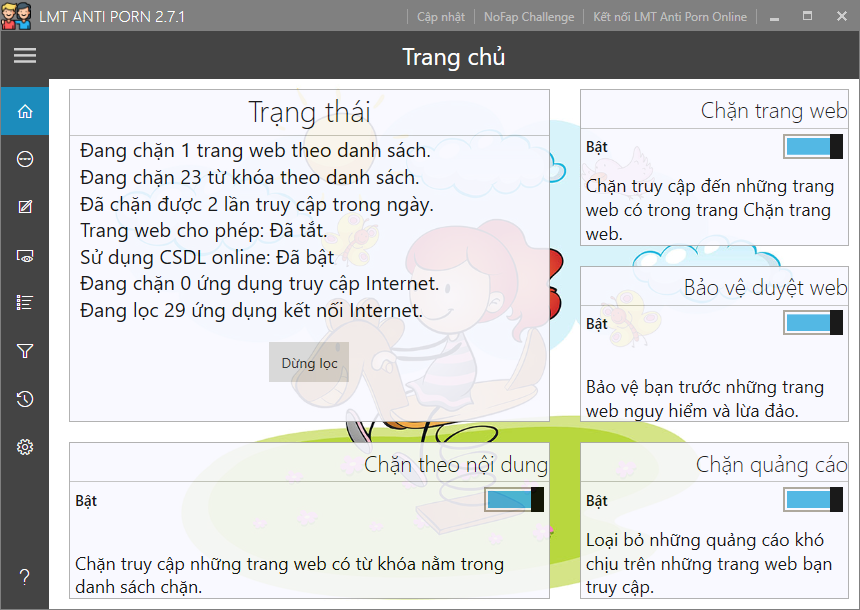 LMT ANTI PORN 2.7.1
Cập nhật
NoFap Challenge
Kết nối LMT Anti Porn Online
Trang chủ
Trạng thái
Đang chặn 1 trang web theo danh sách.
Đang chặn 23 từ khóa theo danh sách.
Đã chặn được 2 lần truy cập trong ngày.
Trang web cho phép: Đã tắt.
Sử dụng CSDL online: Đã bật
Đang chặn 0 ứng dụng truy cập Internet.
Đang lọc 29 ứng dụng kết nối Internet.
Dừng lọc
Chặn trang web
Bật
Chặn truy cập đến những trang
web có trong trang Chặn trang
web.
Bảo vệ duyệt web
Bật
Bảo vệ bạn trước những trang
web nguy hiểm và lừa đảo.
Chặn theo nội dung
Bật
Chặn truy cập những trang web có từ khóa nằm trong
danh sách chặn.
Chặn quảng cáo
Bật
Loại bỏ những quảng cáo khó
chịu trên những trang web bạn
truy cập.
?